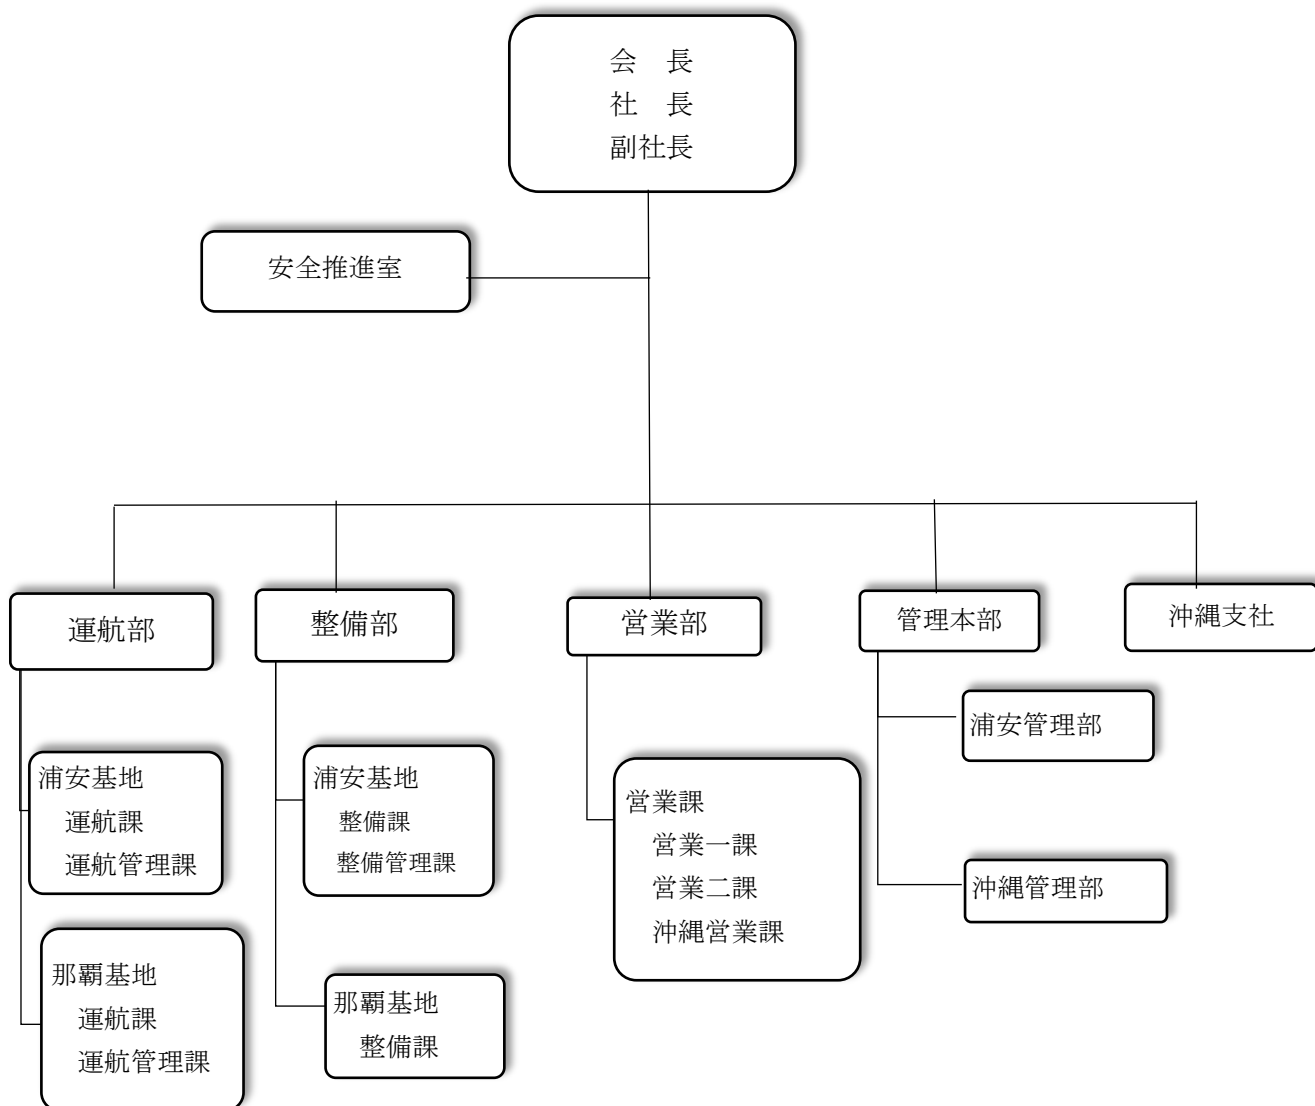 会　長
社　長
副社長
安全推進室
運航部
整備部
営業部
管理本部
沖縄支社
浦安基地
運航課
運航管理課
那覇基地
運航課
運航管理課
浦安基地
整備課
整備管理課
那覇基地
整備課
営業課
営業一課
営業二課
沖縄営業課
浦安管理部
沖縄管理部